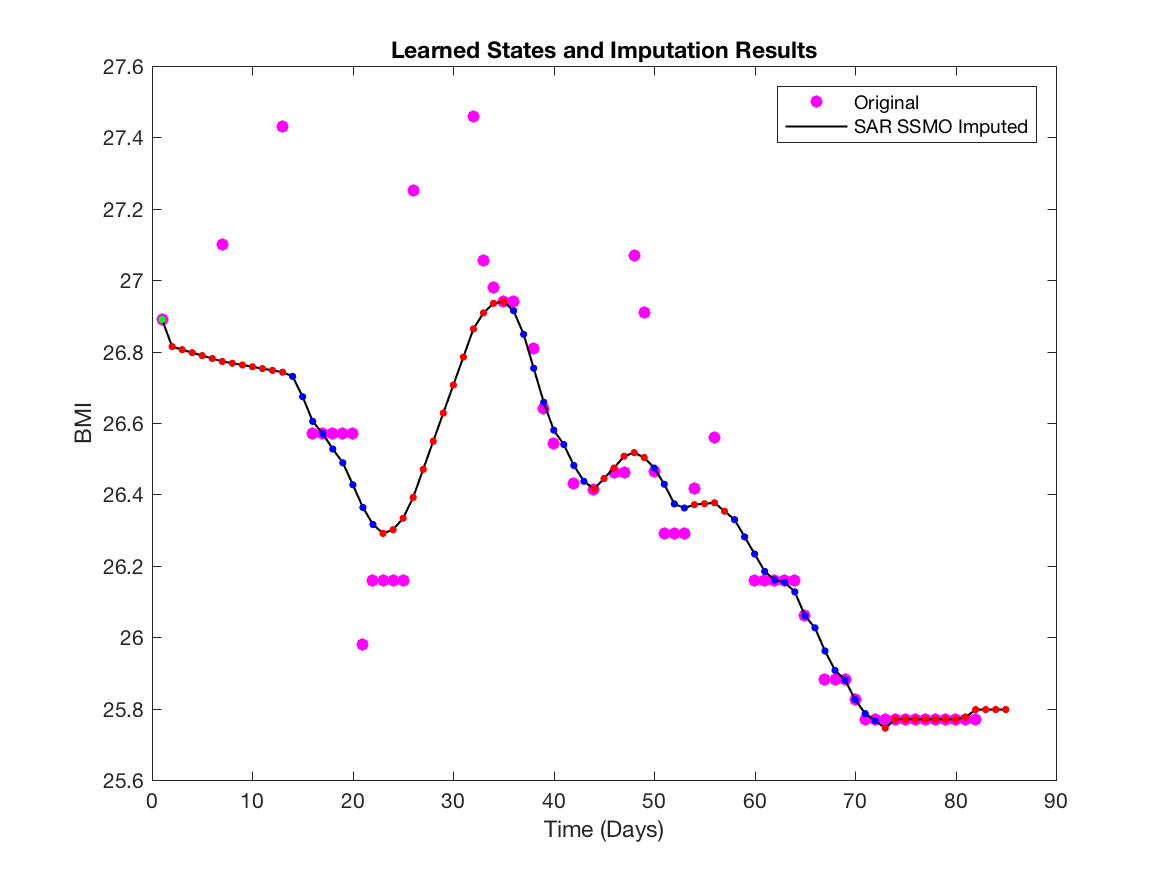 Learned States and Imputation Results
27.6
27.4
27.2
27
26.8
26.6
26.4
26.2
26
25.8
25.6
BMI
Original
SAR SSMO Imputed
0 10 20 30 40 50 60 70 80 90
Time (Days)